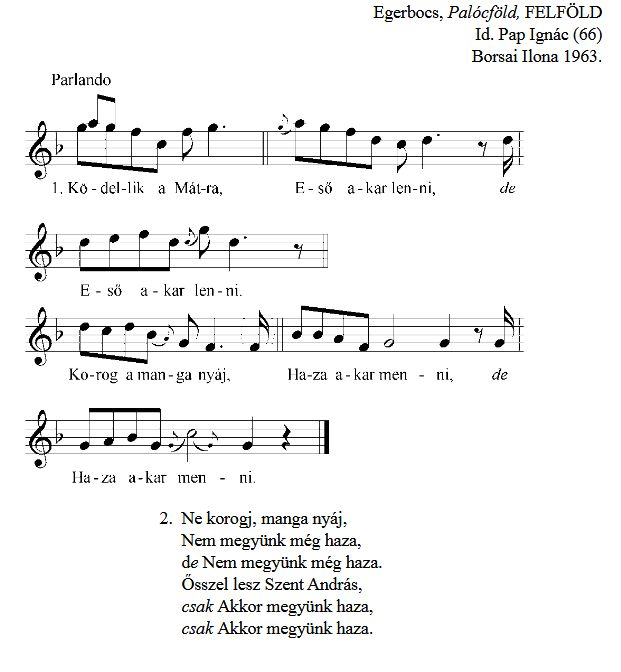 Egerbocs, Palócföld, FELFÖLD
Id. Pap Ignác (66)
Borsai Ilona 1963.
Parlando
1. Kö - del-lik a Mát-ra, E - ső a-kar len-ni, de
E - ső a-kar len-ni.
Ko-rog a man-ga nyáj, Ha-za a-kar men - ni, de
Ha-za a-kar men - ni.
2. Ne korogj, manga nyáj,
Nem megyünk még haza,
de Nem megyünk még haza.
Ősszel lesz Szent András,
csak Akkor megyünk haza,
csak Akkor megyünk haza.